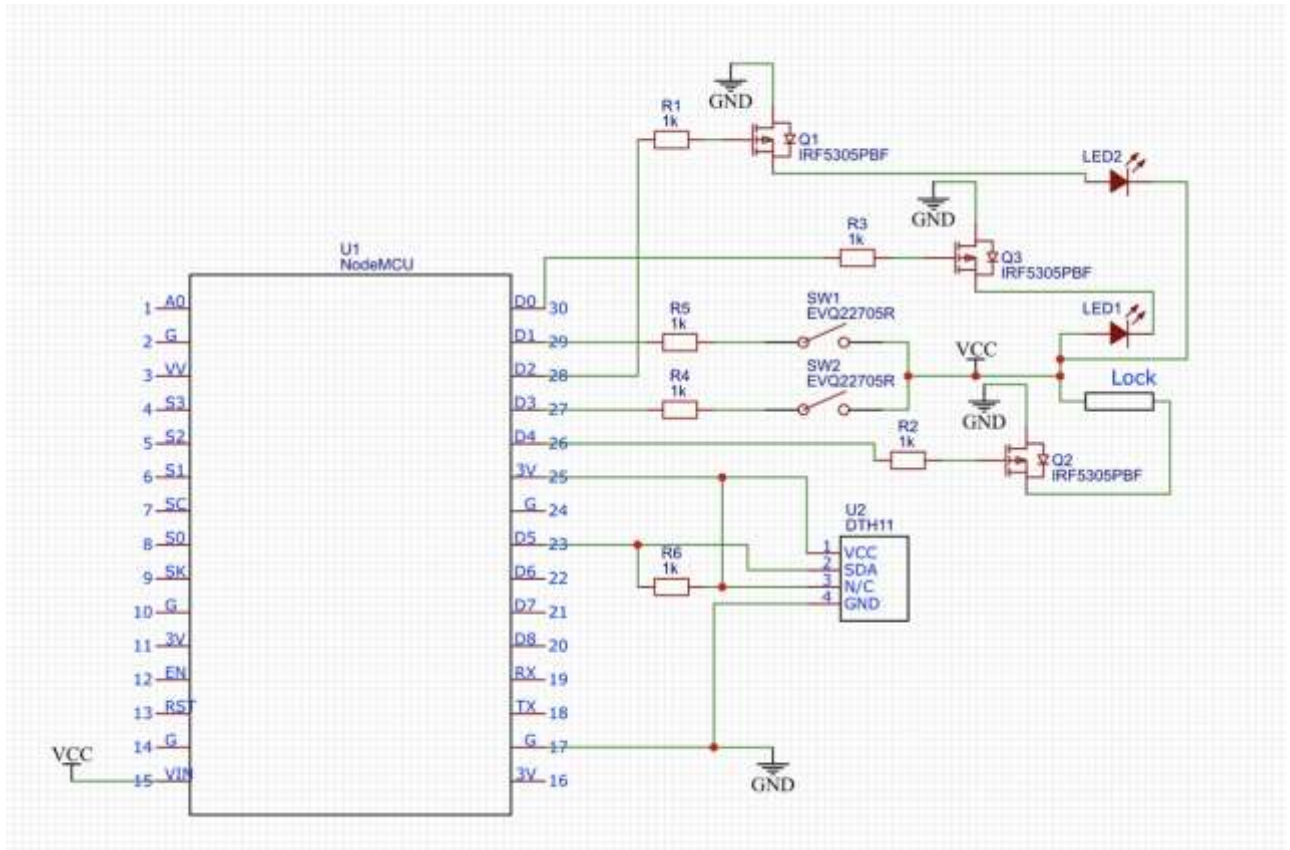 GND
R1
1k
Q1
IRF5305PBF
LED2
GND
R3
1k
Q3
IRF5305PBF
U1
NodeMCU
LED1
SW1
EVQ22705R
R5
1k
VCC
SW2
EVQ22705R
R4
1k
Lock
GND
R2
1k
Q2
IRF5305PBF
U2
DTH11
1 VCC
2 SDA
3 N/C
4 GND
R6
1k
1 A0
2 G
3 VV
4 S3
5 S2
6 S1
7 SC
8 S0
9 SK
10 G
11 3V
12 EN
13 RST
14 G
15 VIN
D0 30
D1 29
D2 28
D3 27
D4 26
3V 25
G 24
D5 23
D6 22
D7 21
D8 20
RX 19
TX 18
G 17
3V 16
VCC
GND